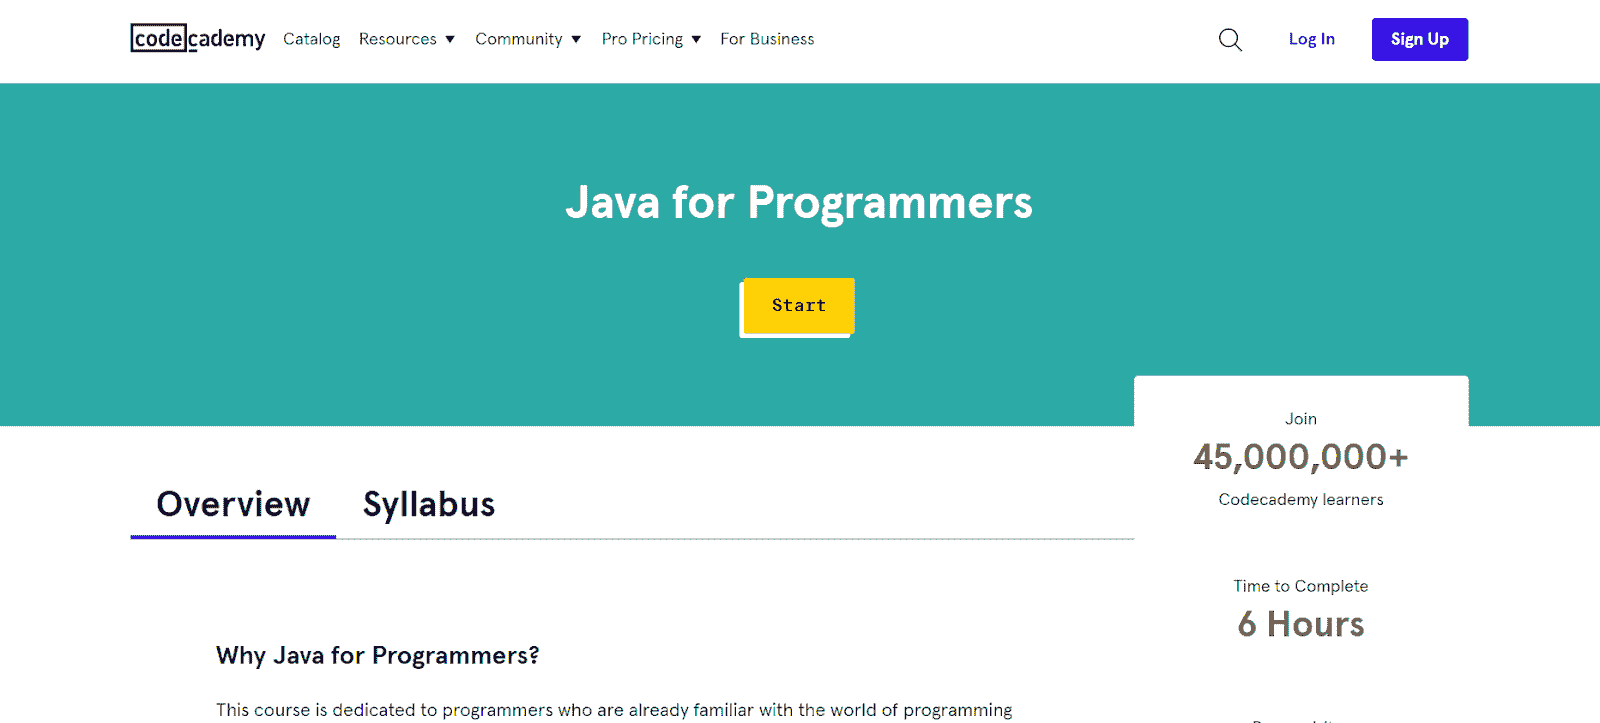 codecademy Catalog Resources Community Pro Pricing For Business Log In Sign Up
Java for Programmers
Start
Join
45,000,000+
Codecademy learners
Overview Syllabus
Time to Complete
6 Hours
Why Java for Programmers?
This course is dedicated to programmers who are already familiar with the world of programming